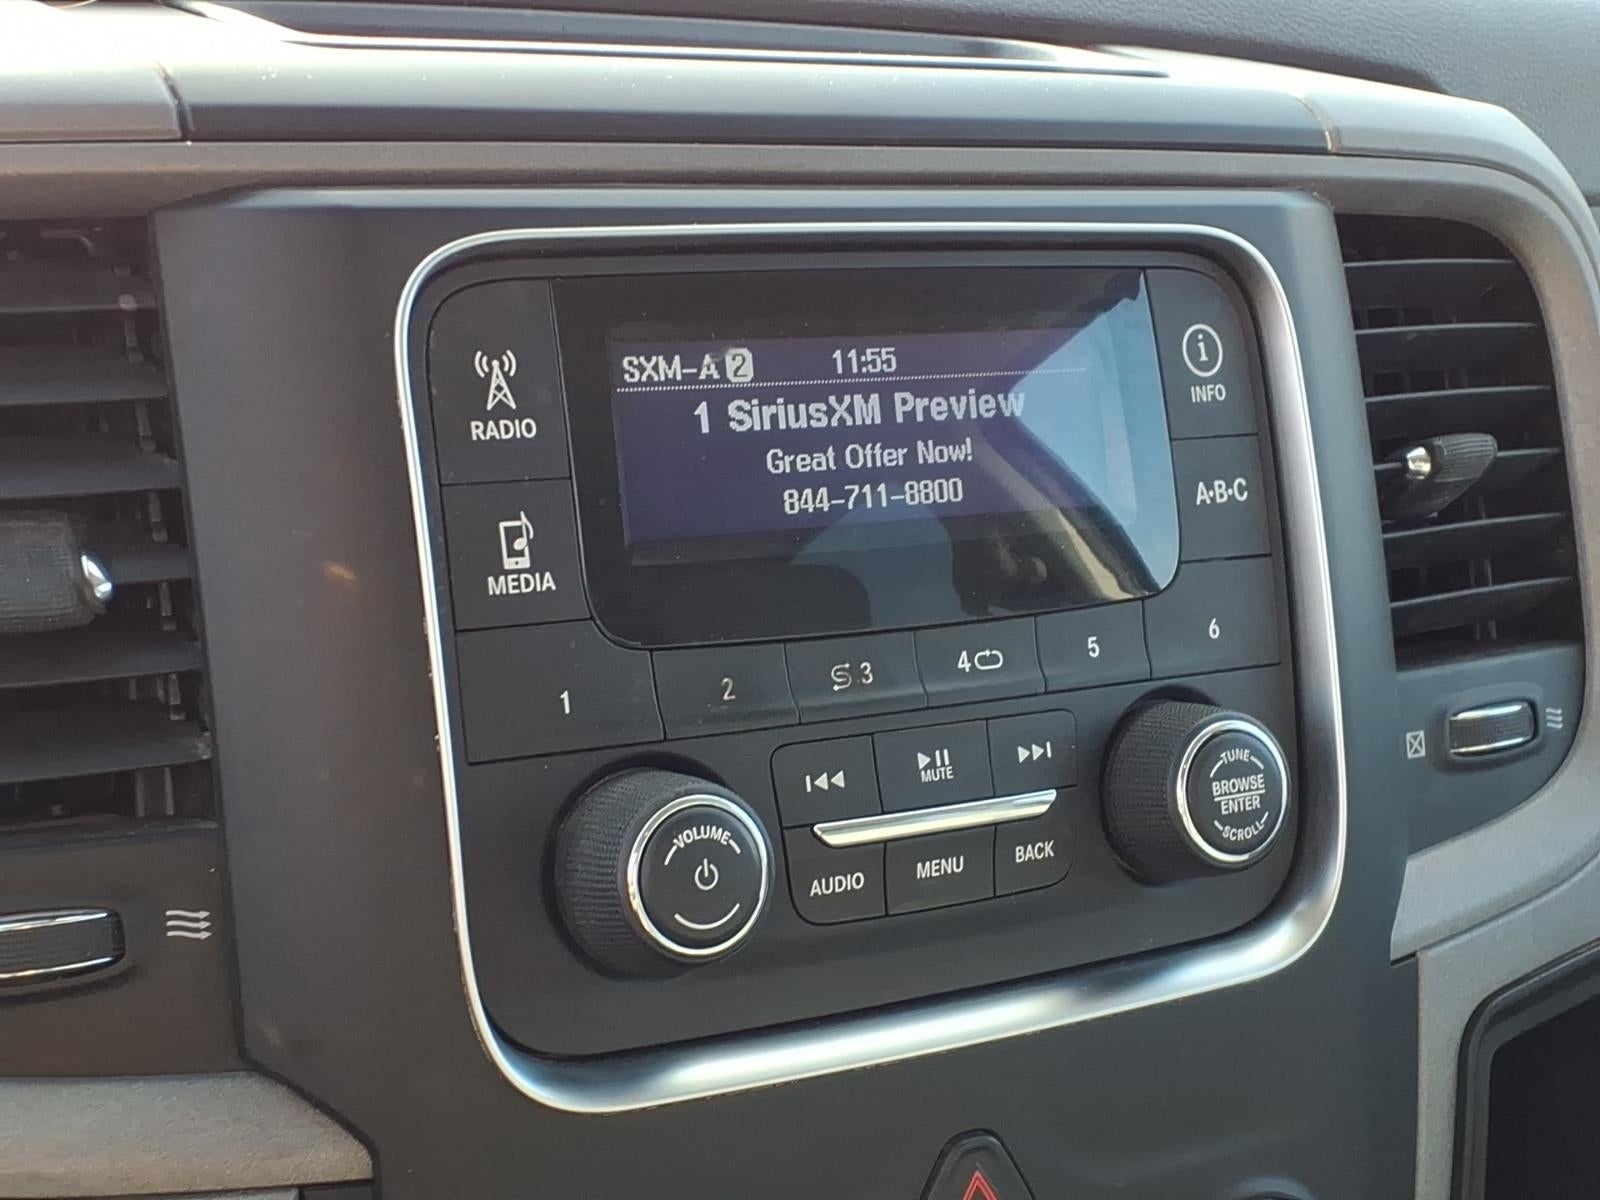 SXM-A 2 11:55
1 SiriusXM Preview
Great Offer Now!
844-711-8800
RADIO
MEDIA
INFO
A·B·C
1 2 3 4 5 6
MUTE
VOLUME
AUDIO MENU BACK
TUNE
BROWSE
ENTER
SCROLL